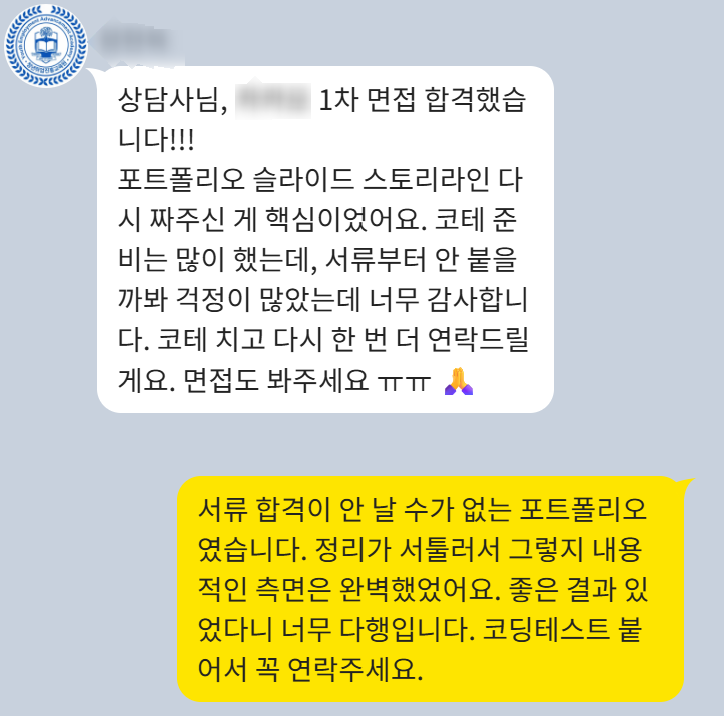 상담사님, 1차 면접 합격했습
니다!!!
포트폴리오 슬라이드 스토리라인 다
시 짜주신 게 핵심이었어요. 코테 준
비는 많이 했는데, 서류부터 안 붙을
까봐 걱정이 많았는데 너무 감사합니
다. 코테 치고 다시 한 번 더 연락드릴
게요. 면접도 봐주세요 ㅠㅠ 🙏
서류 합격이 안 날 수가 없는 포트폴리오
였습니다. 정리가 서툴러서 그렇지 내용
적인 측면은 완벽했었어요. 좋은 결과 있
었다니 너무 다행입니다. 코딩테스트 붙
어서 꼭 연락주세요.